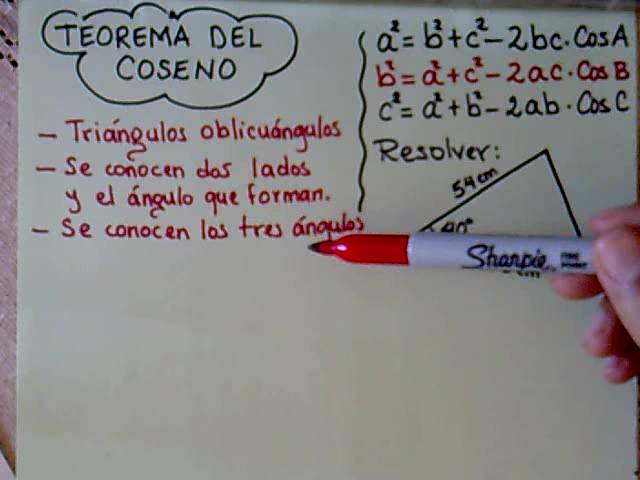 TEOREMA DEL
COSENO
- Triángulos oblicuángulos
- Se conocen dos lados
y el ángulo que forman.
- Se conocen los tres ángulos
a² = b² + c² - 2bc · Cos A
b² = a² + c² - 2ac · Cos B
c² = a² + b² - 2ab · Cos C
Resolver:
54 cm
Sharpie